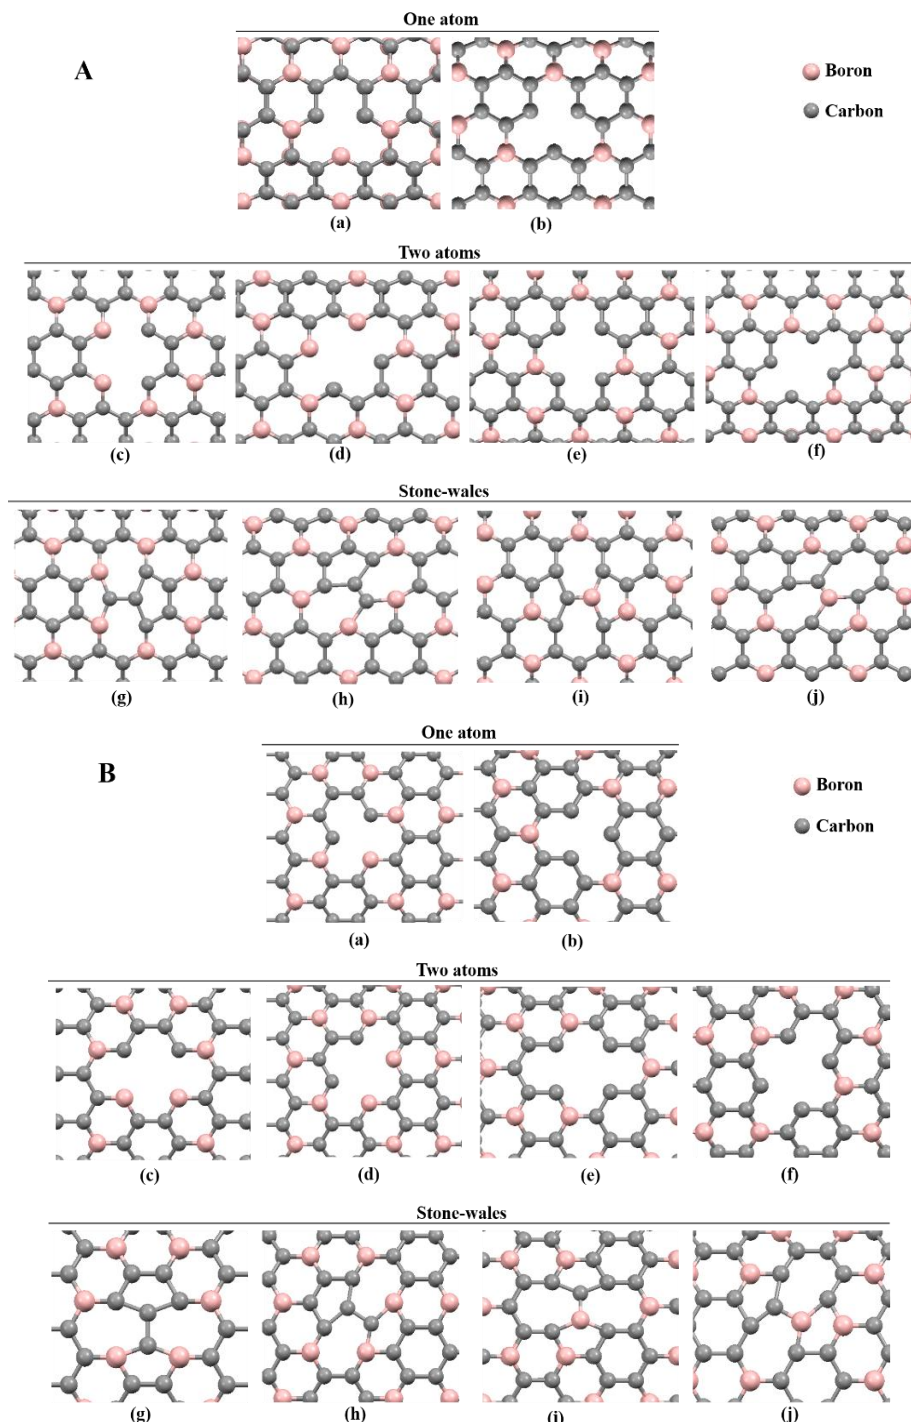 One atom
A
Boron
Carbon
(a) (b)
Two atoms
(c) (d) (e) (f)
Stone-wales
(g) (h) (i) (j)
One atom
B
Boron
Carbon
(a) (b)
Two atoms
(c) (d) (e) (f)
Stone-wales
(g) (h) (i) (j)